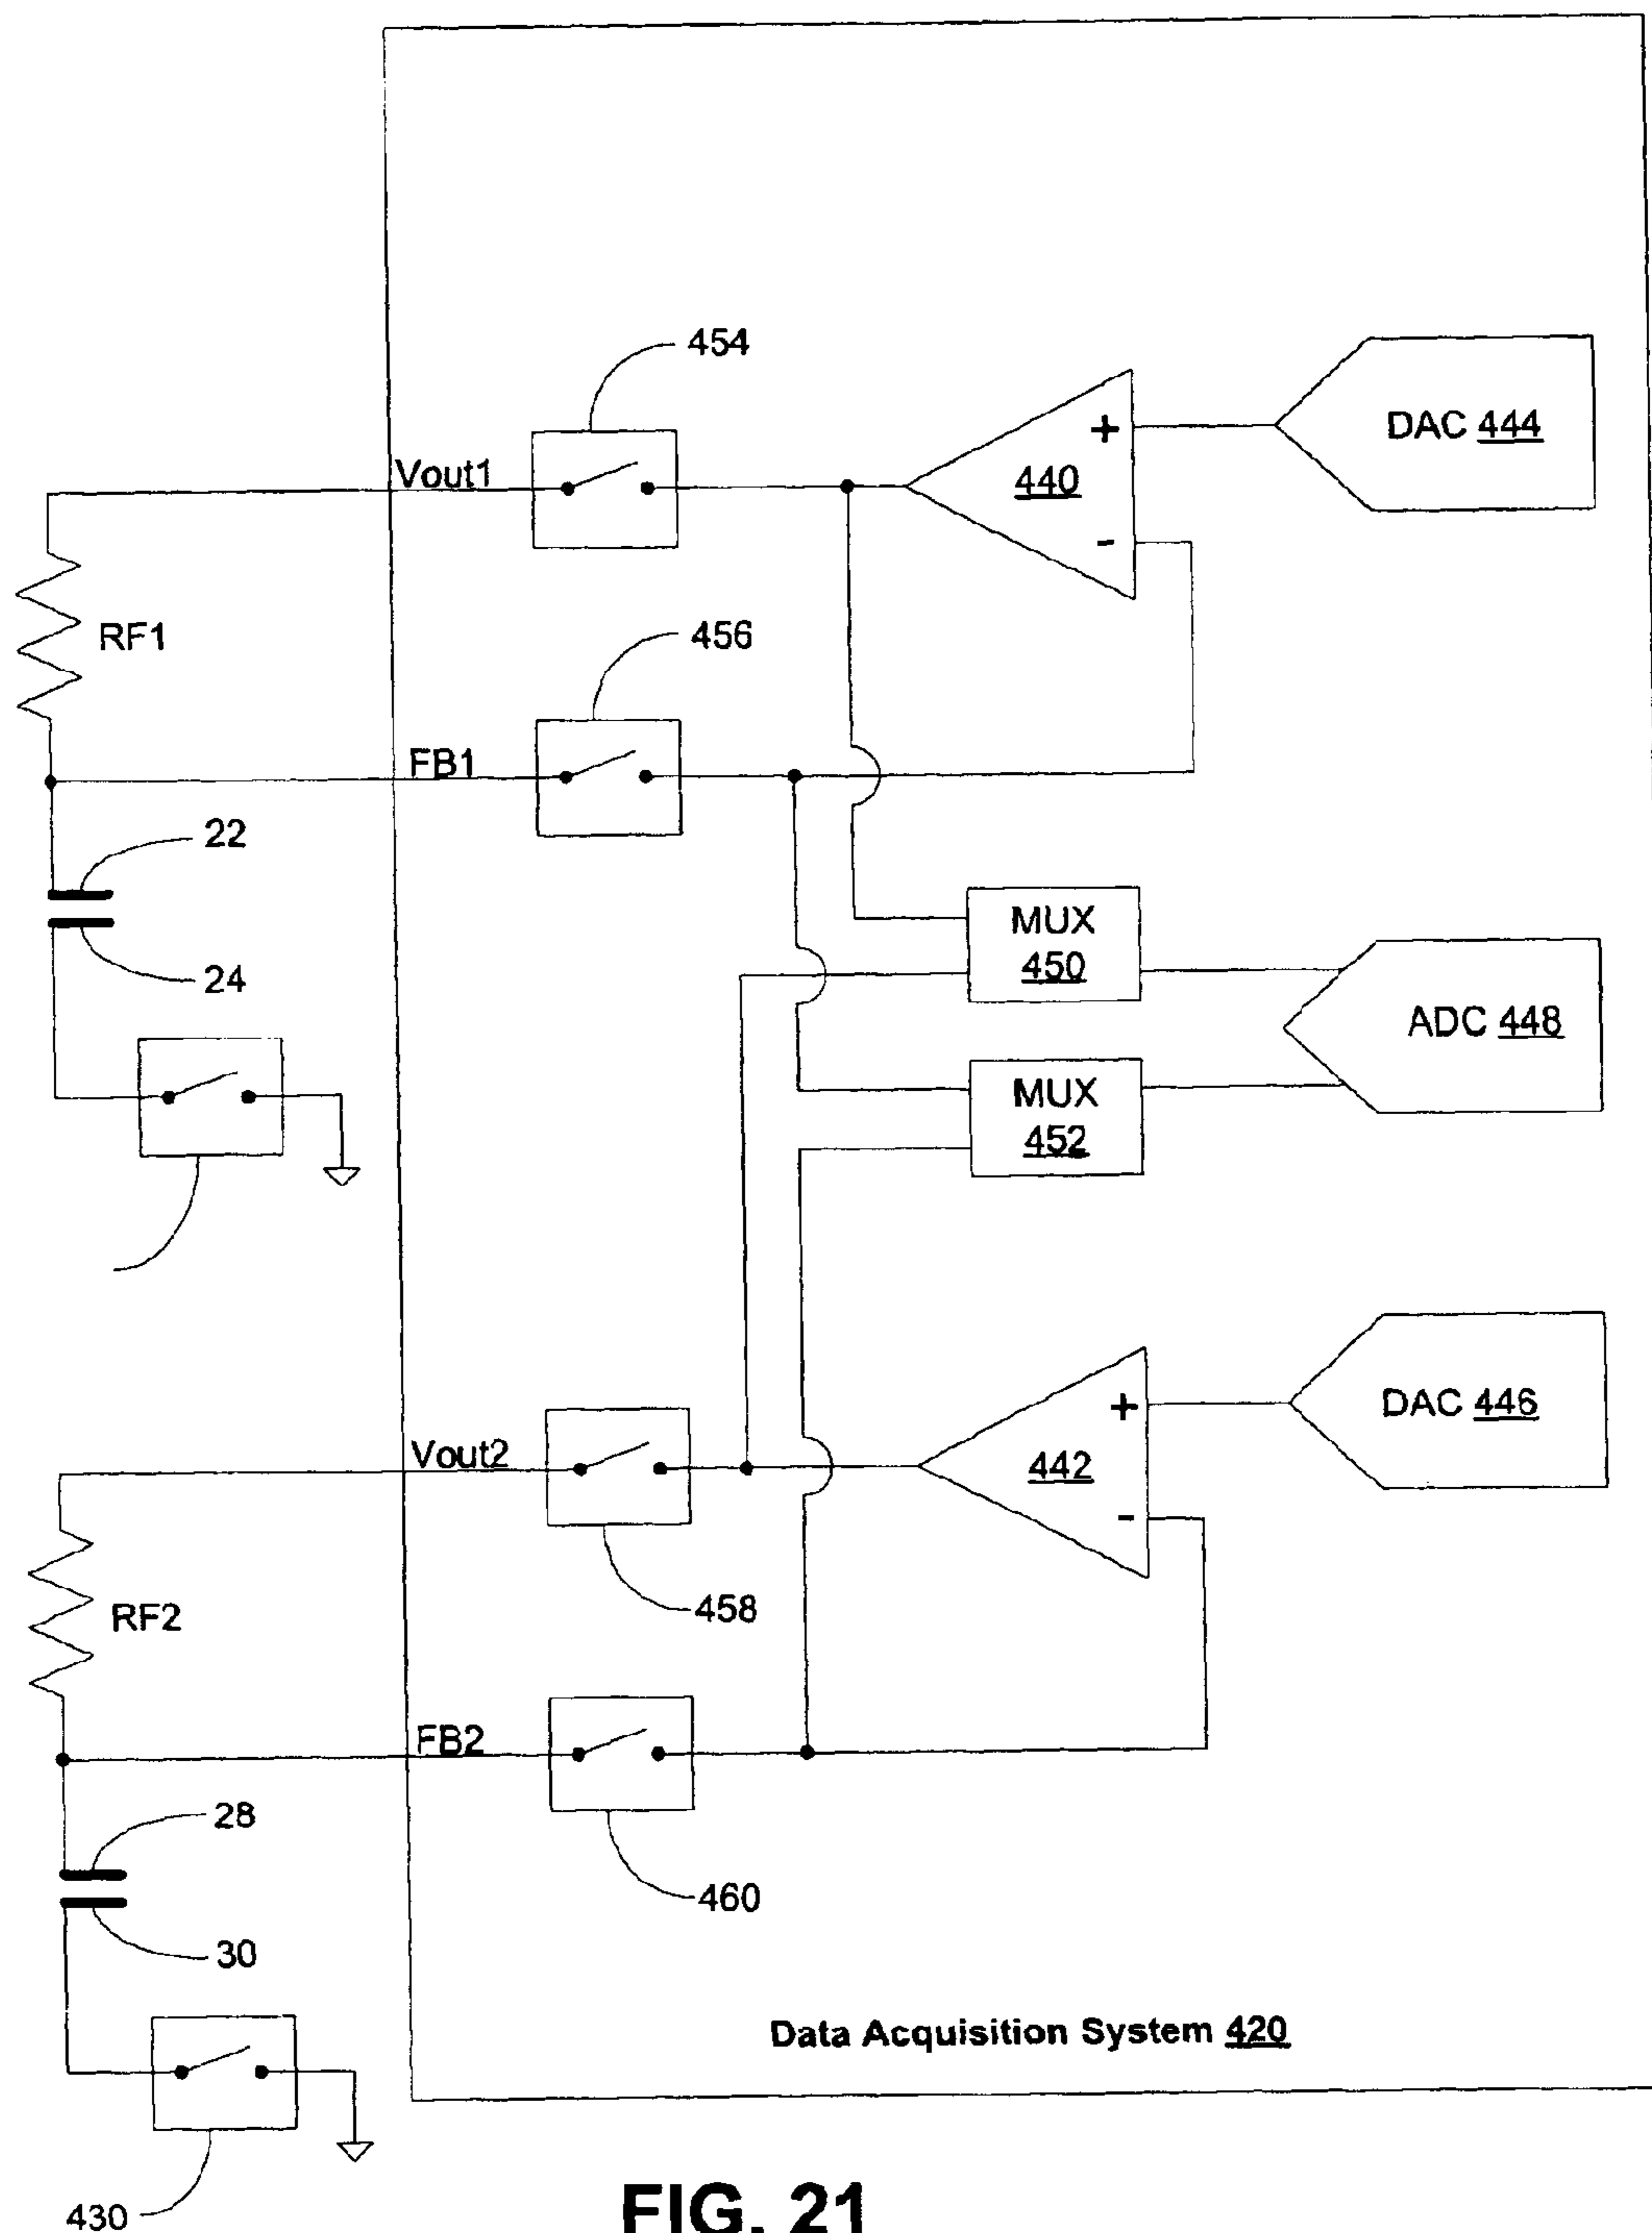 454
+
440
-
DAC 444
Vout1
RF1
456
FB1
22
24
MUX
450
ADC 448
MUX
452
+
442
-
DAC 446
Vout2
458
RF2
FB2
28
460
30
Data Acquisition System 420
430
FIG. 21